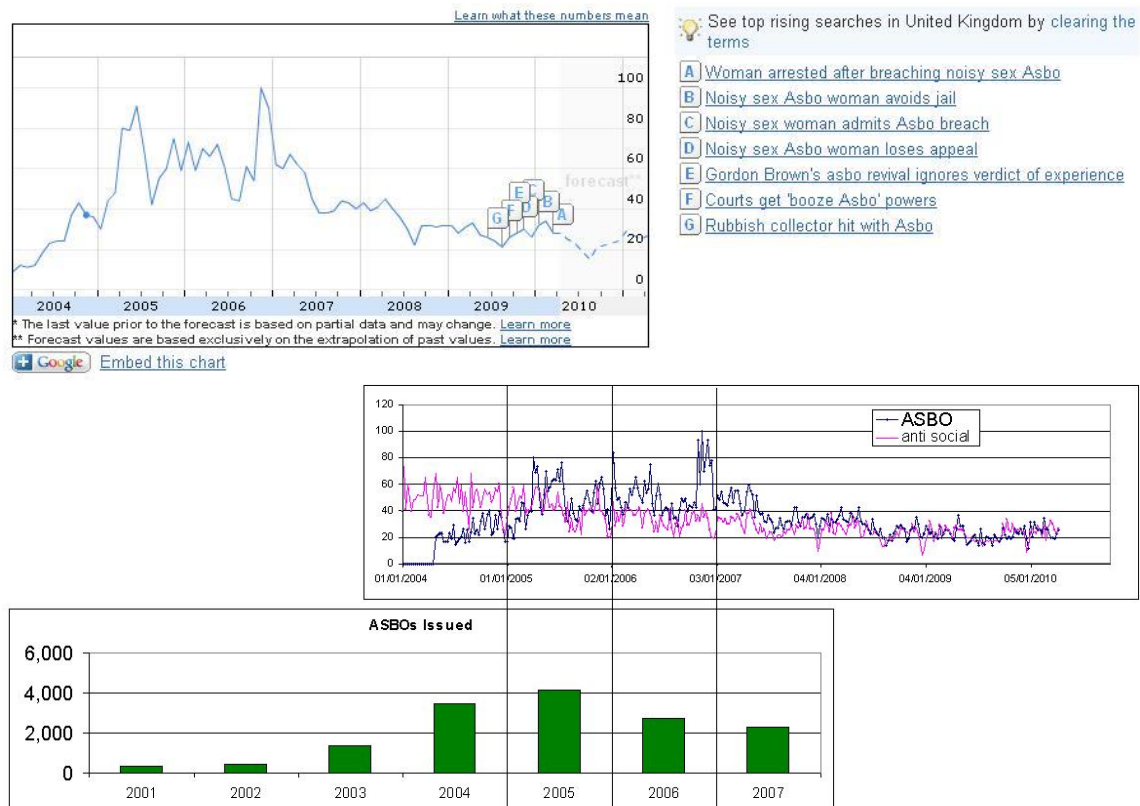 Learn what these numbers mean
100
80
60
forecast**
40
20
0
G F E D C B A
2004 2005 2006 2007 2008 2009 2010
* The last value prior to the forecast is based on partial data and may change. Learn more
** Forecast values are based exclusively on the extrapolation of past values. Learn more
+ Google Embed this chart
See top rising searches in United Kingdom by clearing the
terms
A Woman arrested after breaching noisy sex Asbo
B Noisy sex Asbo woman avoids jail
C Noisy sex woman admits Asbo breach
D Noisy sex Asbo woman loses appeal
E Gordon Brown's asbo revival ignores verdict of experience
F Courts get 'booze Asbo' powers
G Rubbish collector hit with Asbo
120
100
80
60
40
20
0
ASBO
anti social
01/01/2004 01/01/2005 02/01/2006 03/01/2007 04/01/2008 04/01/2009 05/01/2010
ASBOs Issued
6,000
4,000
2,000
0
2001 2002 2003 2004 2005 2006 2007